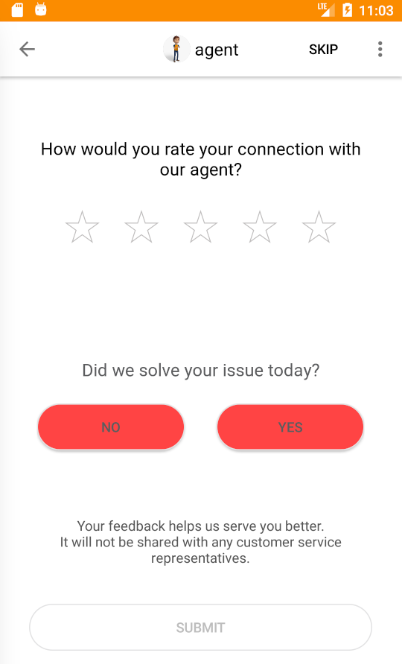 LTE 11:03
agent SKIP
How would you rate your connection with
our agent?
Did we solve your issue today?
NO YES
Your feedback helps us serve you better.
It will not be shared with any customer service
representatives.
SUBMIT